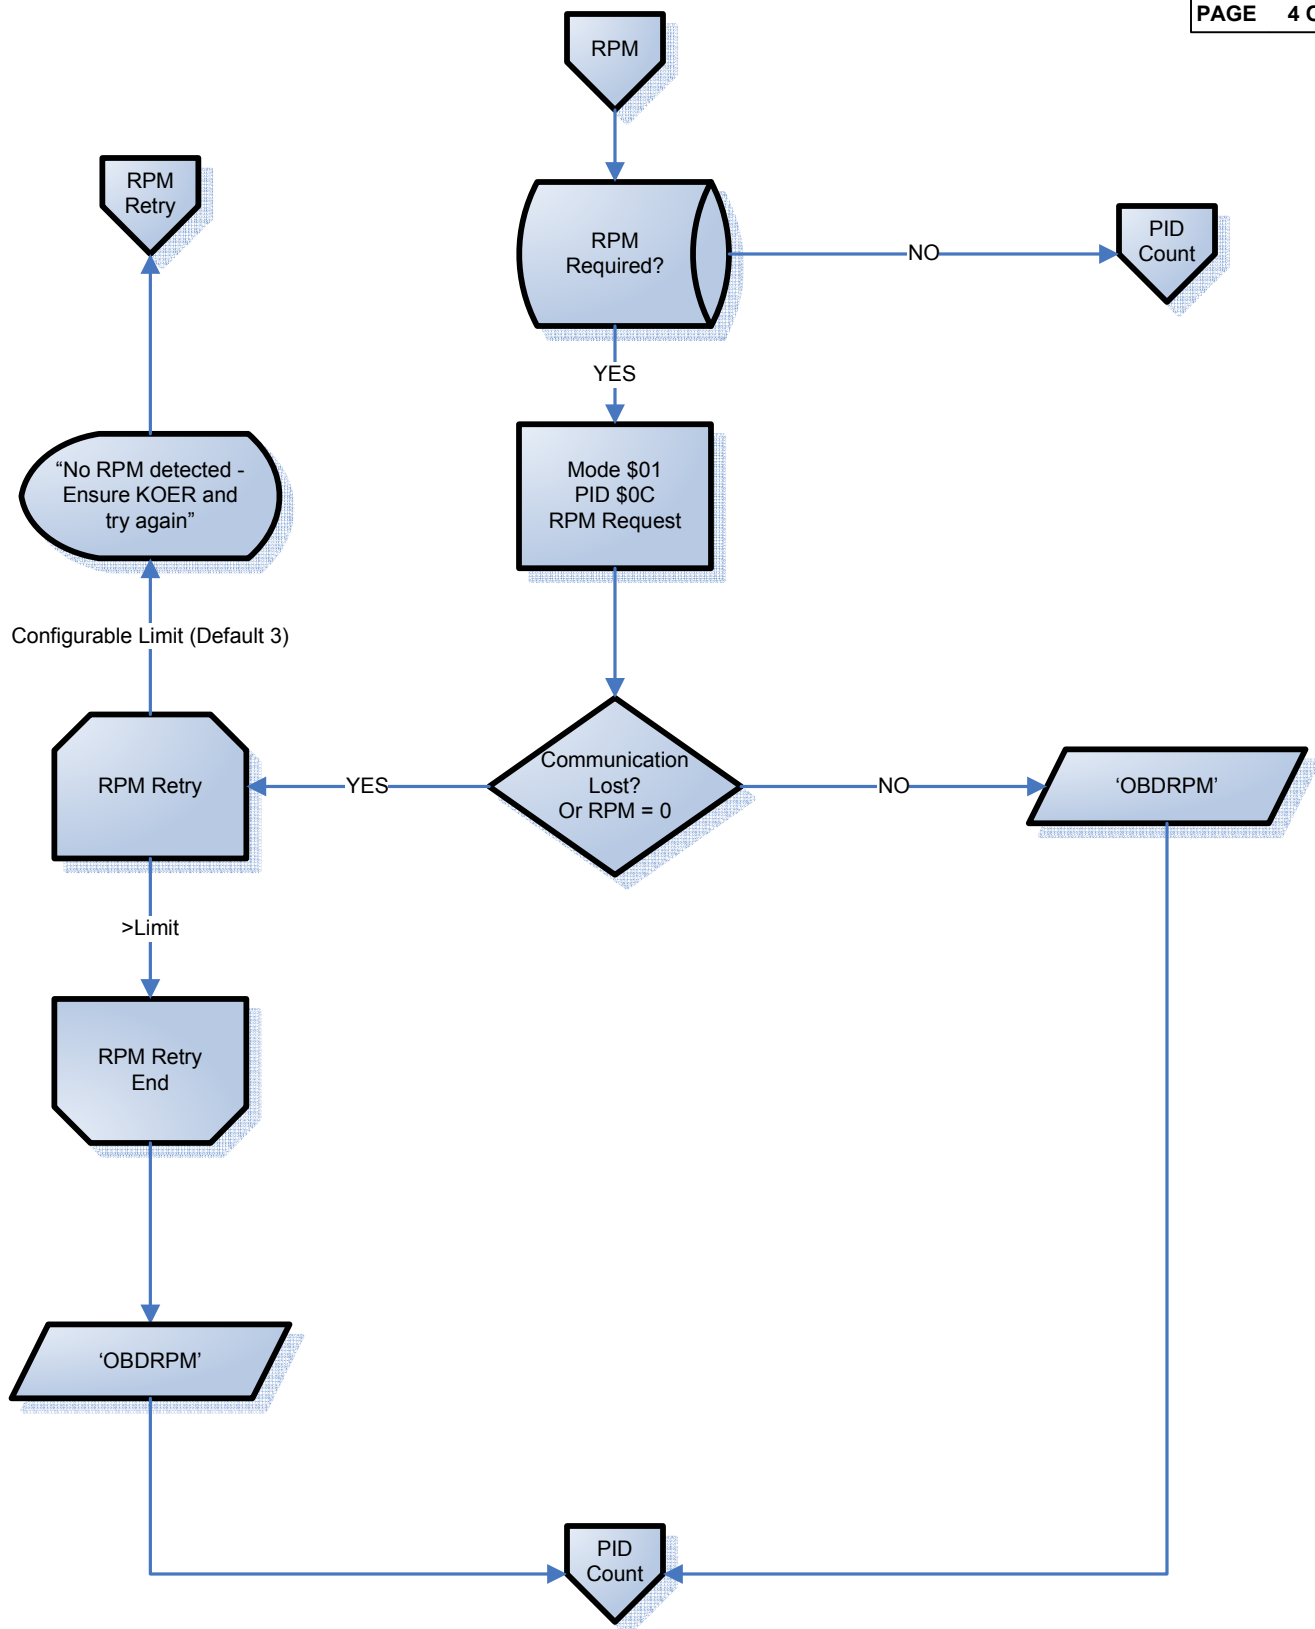 PAGE 4 O
RPM
RPM
Retry
RPM
Required?
NO
PID
Count
YES
“No RPM detected -
Ensure KOER and
try again”
Mode $01
PID $0C
RPM Request
Configurable Limit (Default 3)
RPM Retry
YES
Communication
Lost?
Or RPM = 0
NO
‘OBDRPM’
>Limit
RPM Retry
End
‘OBDRPM’
PID
Count